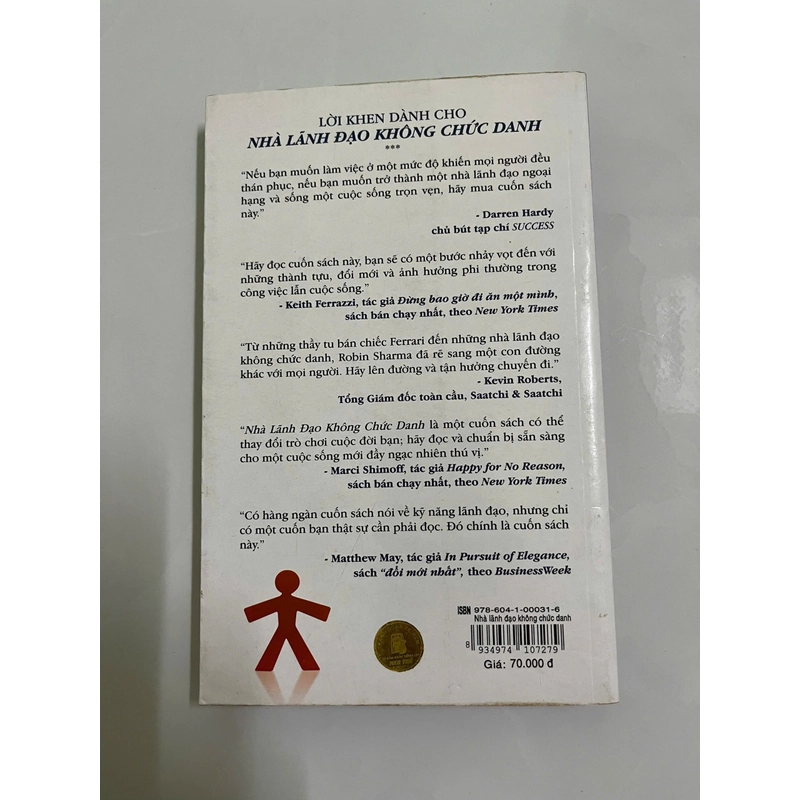 LỜI KHEN DÀNH CHO
NHÀ LÃNH ĐẠO KHÔNG CHỨC DANH
***
“Nếu bạn muốn làm việc ở một mức độ khiến mọi người đều
thán phục, nếu bạn muốn trở thành một nhà lãnh đạo ngoại
hạng và sống một cuộc sống trọn vẹn, hãy mua cuốn sách
này.”
- Darren Hardy
chủ bút tạp chí SUCCESS
“Hãy đọc cuốn sách này, bạn sẽ có một bước nhảy vọt đến với
những thành tựu, đổi mới và ảnh hưởng phi thường trong
công việc lẫn cuộc sống.”
- Keith Ferrazzi, tác giả Đừng bao giờ đi ăn một mình,
sách bán chạy nhất, theo New York Times
“Từ những thầy tu bán chiếc Ferrari đến những nhà lãnh đạo
không chức danh, Robin Sharma đã rẽ sang một con đường
khác với mọi người. Hãy lên đường và tận hưởng chuyến đi.”
- Kevin Roberts,
Tổng Giám đốc toàn cầu, Saatchi & Saatchi
“Nhà Lãnh Đạo Không Chức Danh là một cuốn sách có thể
thay đổi trò chơi cuộc đời bạn; hãy đọc và chuẩn bị sẵn sàng
cho một cuộc sống mới đầy ngạc nhiên thú vị.”
- Marci Shimoff, tác giả Happy for No Reason,
sách bán chạy nhất, theo New York Times
“Có hàng ngàn cuốn sách nói về kỹ năng lãnh đạo, nhưng chỉ
có một cuốn bạn thật sự cần phải đọc. Đó chính là cuốn sách
này.”
- Matthew May, tác giả In Pursuit of Elegance,
sách “đổi mới nhất”, theo BusinessWeek
ISBN 978-604-1-00031-6
Nhà lãnh đạo không chức danh
8 934974 107279
Giá: 70.000 đ